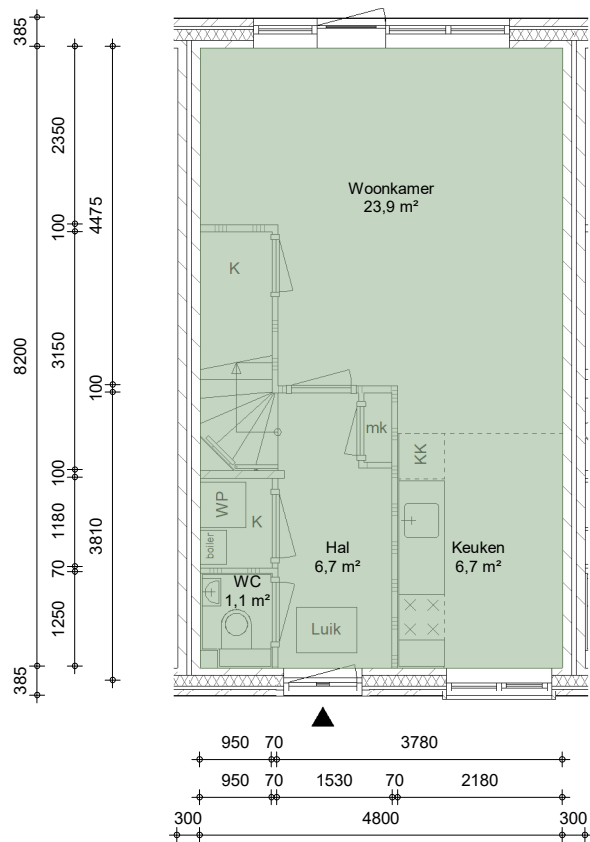 385
2350
100
4475
8200
3150
100
100
1180
3810
70
1250
385
Woonkamer
23,9 m²
K
mk
KK
WP
K
boiler
Hal
6,7 m²
Keuken
6,7 m²
WC
1,1 m²
Luik
950 70 3780
950 70 1530 70 2180
300 4800 300